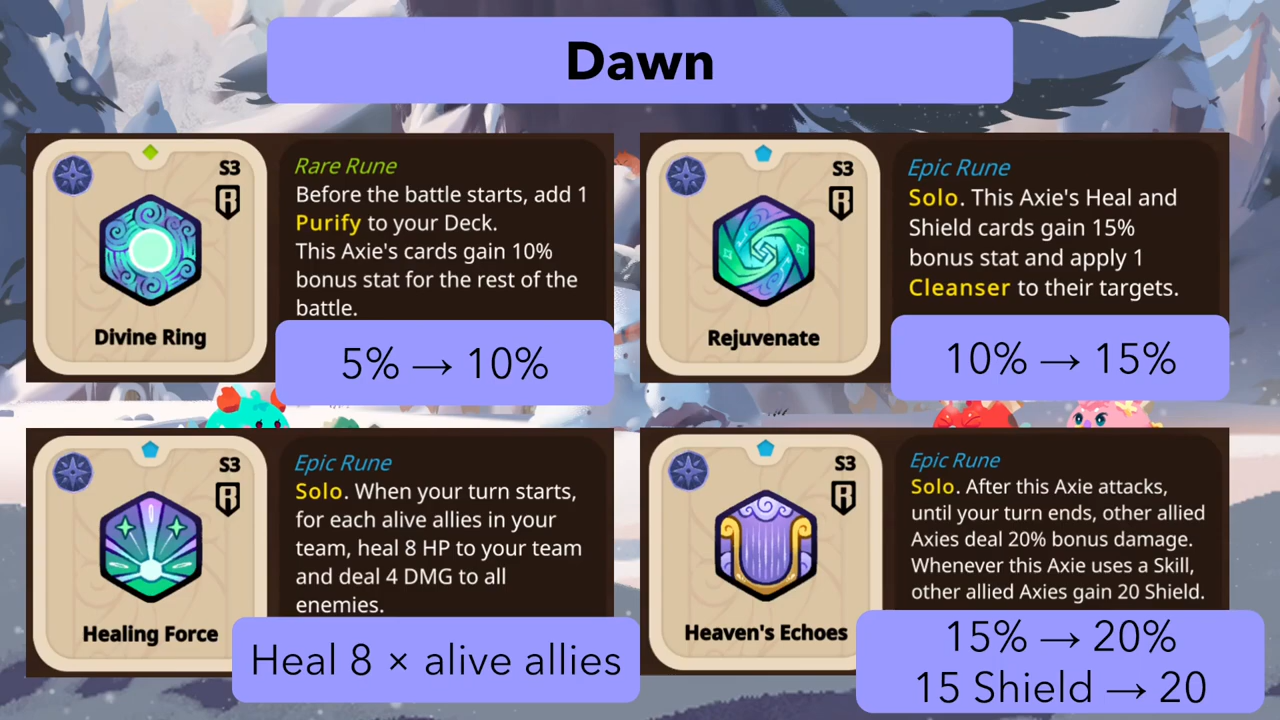 Dawn
S3
Divine Ring
Rare Rune
Before the battle starts, add 1
Purify to your Deck.
This Axie's cards gain 10%
bonus stat for the rest of the
battle.
5% → 10%
S3
Rejuvenate
Epic Rune
Solo. This Axie's Heal and
Shield cards gain 15%
bonus stat and apply 1
Cleanser to their targets.
10% → 15%
S3
Healing Force
Epic Rune
Solo. When your turn starts,
for each alive allies in your
team, heal 8 HP to your team
and deal 4 DMG to all
enemies.
Heal 8 × alive allies
S3
Heaven's Echoes
Epic Rune
Solo. After this Axie attacks,
until your turn ends, other allied
Axies deal 20% bonus damage.
Whenever this Axie uses a Skill,
other allied Axies gain 20 Shield.
15% → 20%
15 Shield → 20